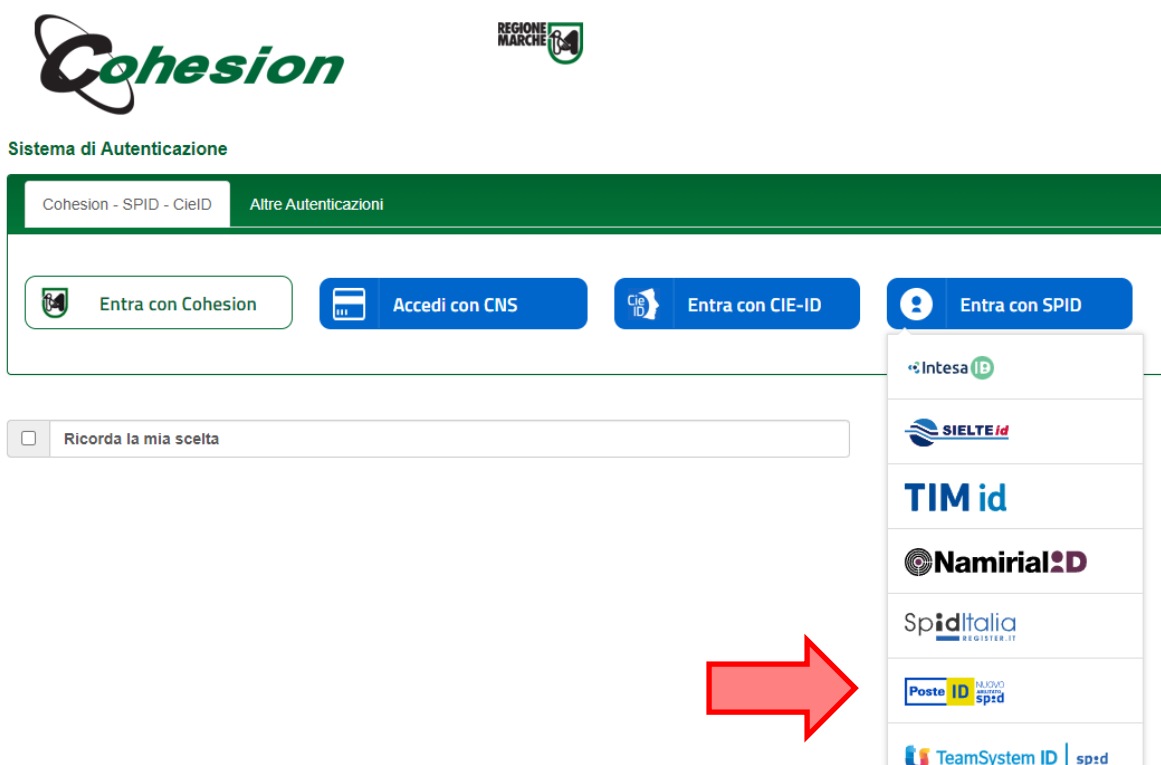 Cohesion
REGIONE
MARCHE
Sistema di Autenticazione
Cohesion - SPID - CieID
Altre Autenticazioni
Entra con Cohesion
Accedi con CNS
Cie
ID
Entra con CIE-ID
Entra con SPID
Intesa ID
SIELTE id
Ricorda la mia scelta
TIM id
Namirial ID
SpidItalia
REGISTER.IT
Poste ID NUOVO
ABILITATO
spid
TeamSystem ID spid